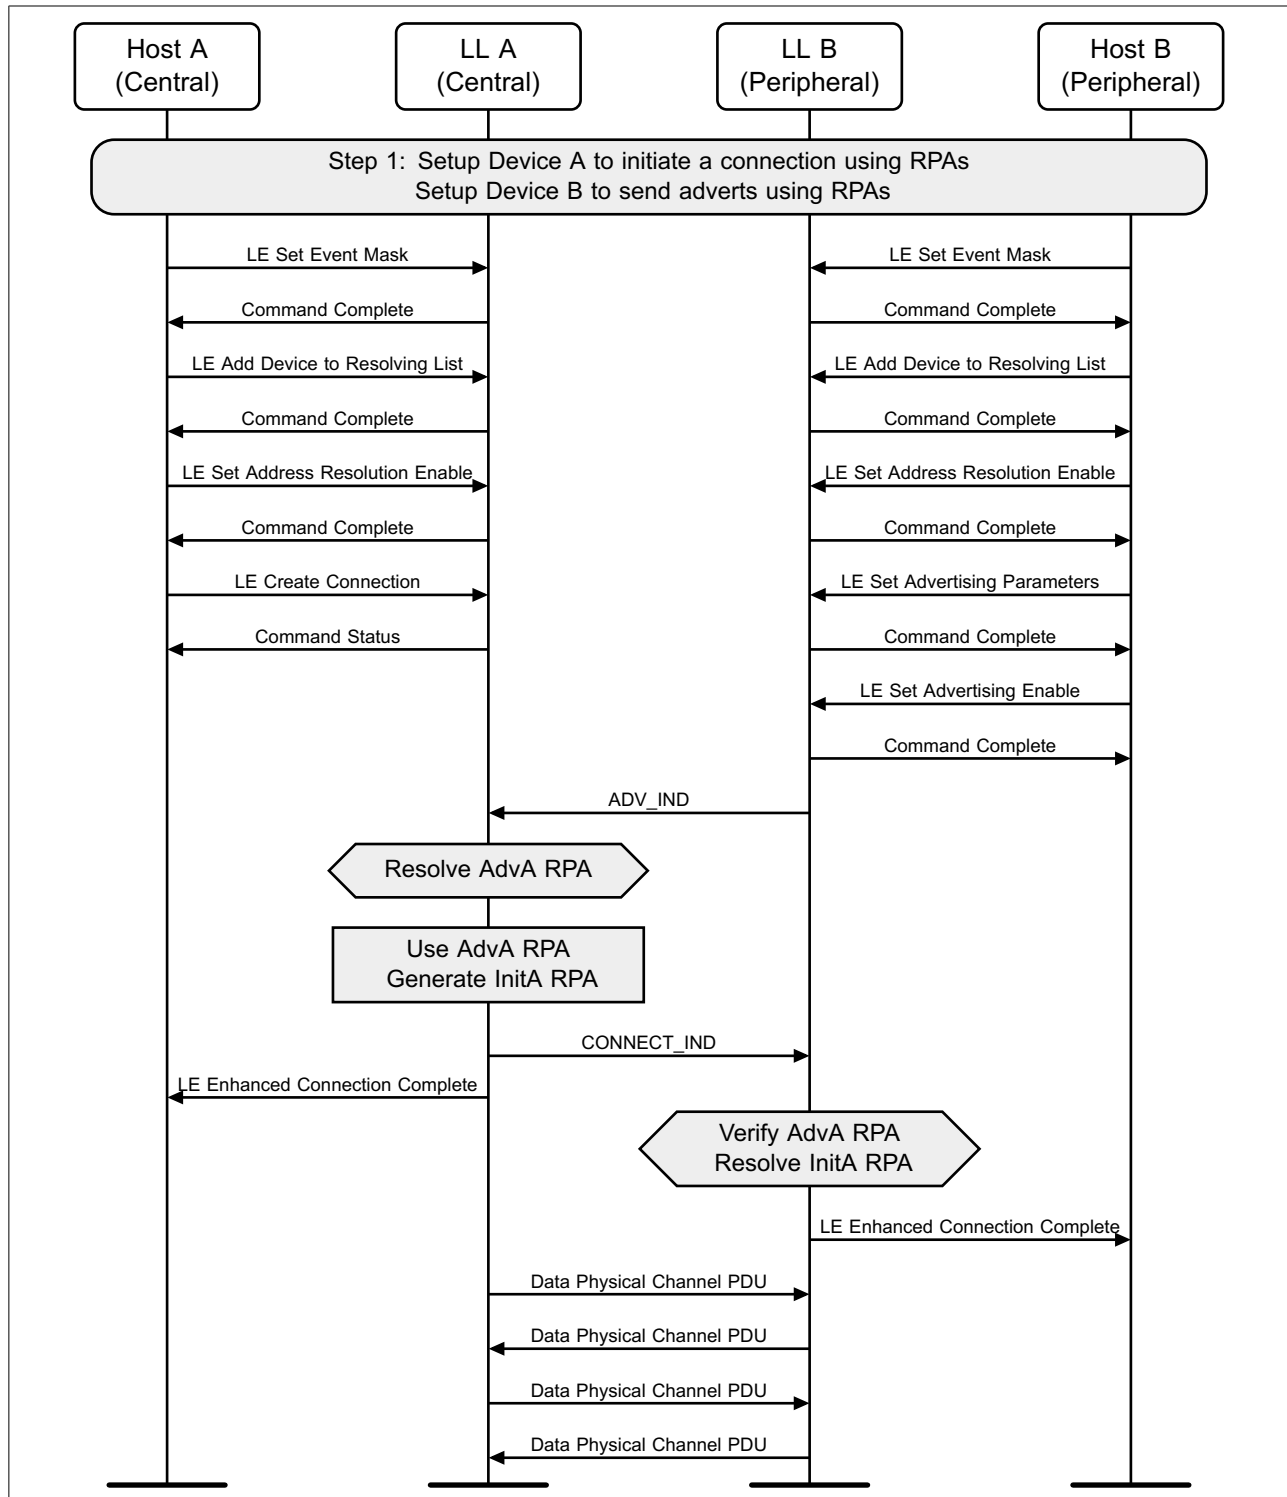 Host A
(Central)
LL A
(Central)
LL B
(Peripheral)
Host B
(Peripheral)
Step 1: Setup Device A to initiate a connection using RPAs
Setup Device B to send adverts using RPAs
LE Set Event Mask
LE Set Event Mask
Command Complete
Command Complete
LE Add Device to Resolving List
LE Add Device to Resolving List
Command Complete
Command Complete
LE Set Address Resolution Enable
LE Set Address Resolution Enable
Command Complete
Command Complete
LE Create Connection
LE Set Advertising Parameters
Command Status
Command Complete
LE Set Advertising Enable
Command Complete
ADV_IND
Resolve AdvA RPA
Use AdvA RPA
Generate InitA RPA
CONNECT_IND
LE Enhanced Connection Complete
Verify AdvA RPA
Resolve InitA RPA
LE Enhanced Connection Complete
Data Physical Channel PDU
Data Physical Channel PDU
Data Physical Channel PDU
Data Physical Channel PDU